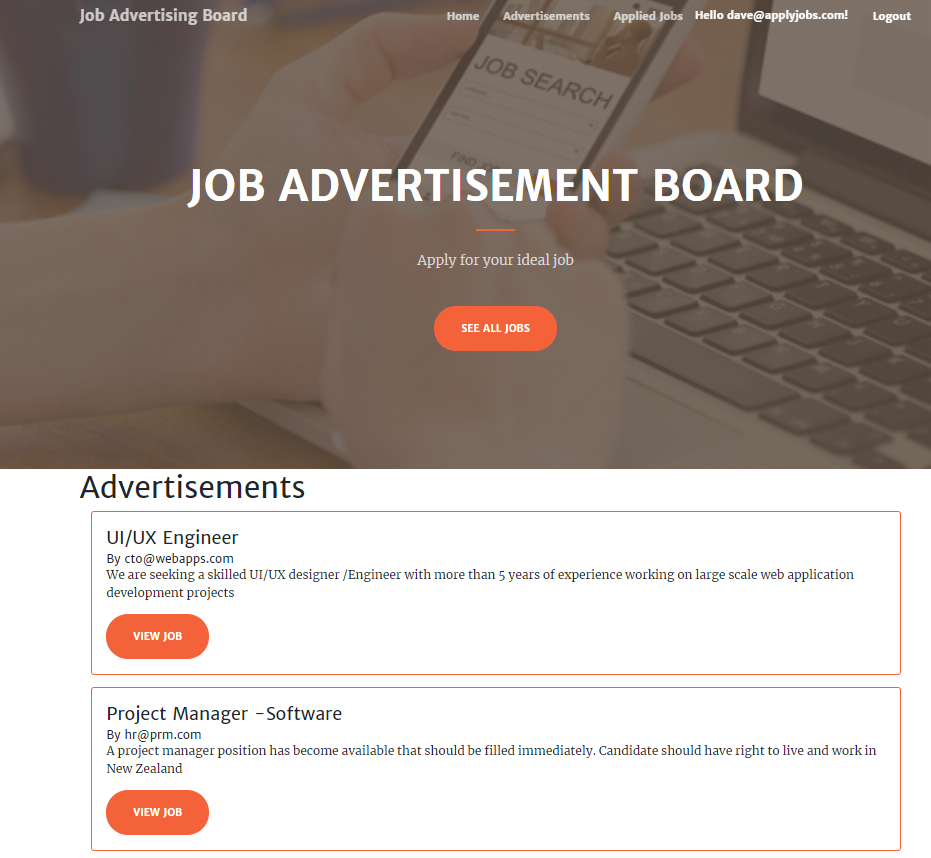 Job Advertising Board
Home Advertisements Applied Jobs Hello dave@applyjobs.com! Logout
JOB SEARCH
FIND JOB
JOB ADVERTISEMENT BOARD
Apply for your ideal job
SEE ALL JOBS
Advertisements
UI/UX Engineer
By cto@webapps.com
We are seeking a skilled UI/UX designer /Engineer with more than 5 years of experience working on large scale web application
development projects
VIEW JOB
Project Manager -Software
By hr@prm.com
A project manager position has become available that should be filled immediately. Candidate should have right to live and work in
New Zealand
VIEW JOB